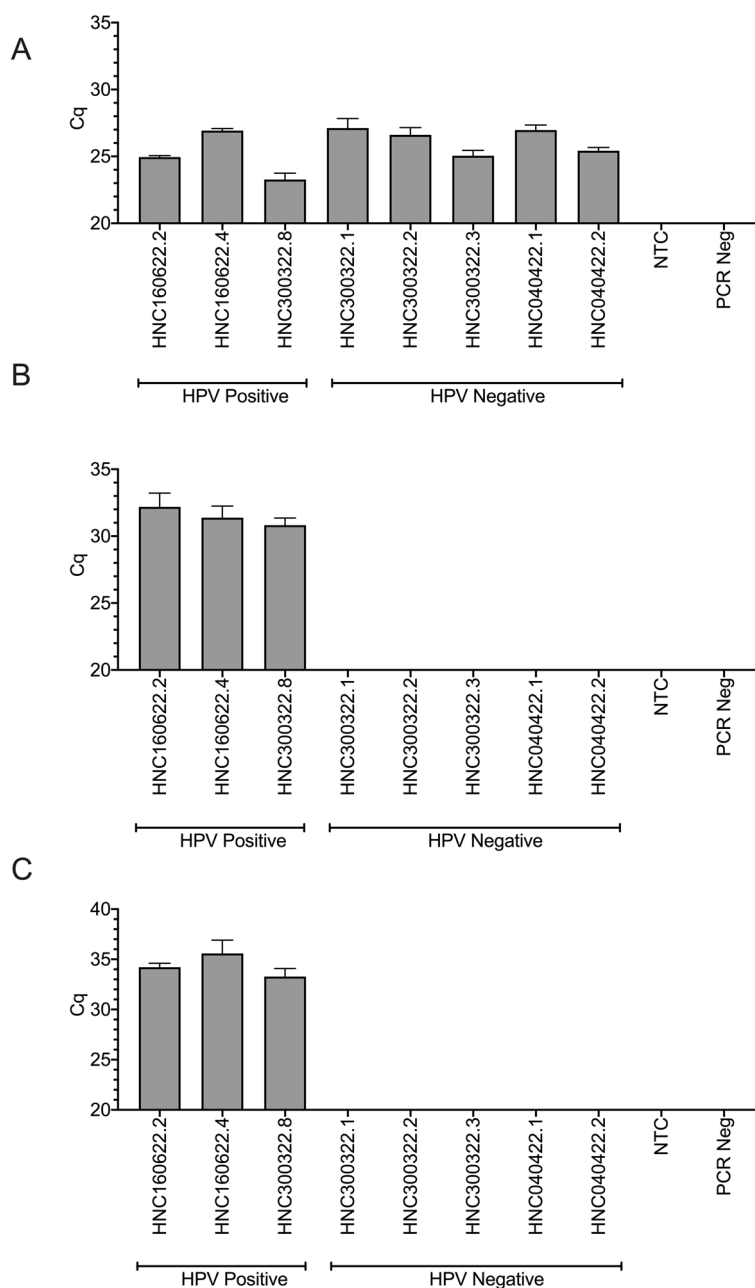 A
35
30
25
20
Cq
HNC160622.2
HNC160622.4
HNC300322.8
HNC300322.1
HNC300322.2
HNC300322.3
HNC040422.1
HNC040422.2
NTC
PCR Neg
HPV Positive
HPV Negative
B
35
30
25
20
Cq
HNC160622.2
HNC160622.4
HNC300322.8
HNC300322.1
HNC300322.2
HNC300322.3
HNC040422.1
HNC040422.2
NTC
PCR Neg
HPV Positive
HPV Negative
C
40
35
30
25
20
Cq
HNC160622.2
HNC160622.4
HNC300322.8
HNC300322.1
HNC300322.2
HNC300322.3
HNC040422.1
HNC040422.2
NTC
PCR Neg
HPV Positive
HPV Negative